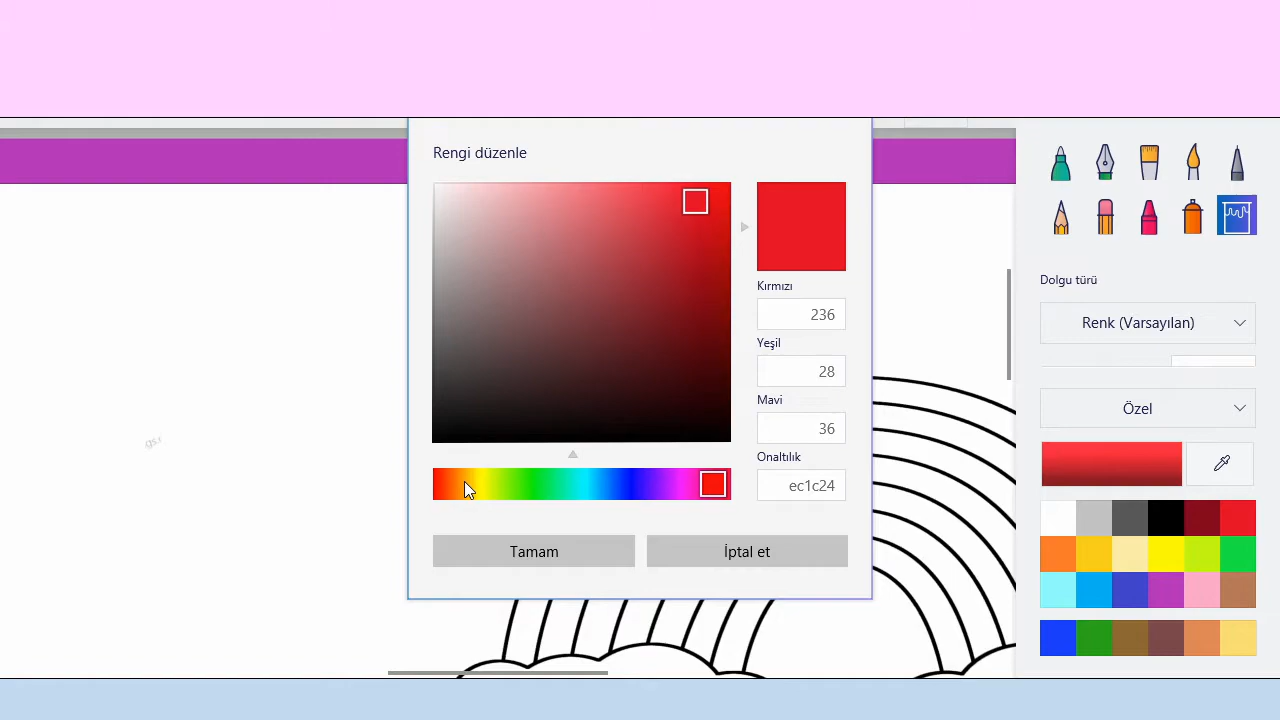 Rengi düzenle
Kırmızı
236
Yeşil
28
Mavi
36
Onaltılık
ec1c24
Tamam
İptal et
Dolgu türü
Renk (Varsayılan)
Özel